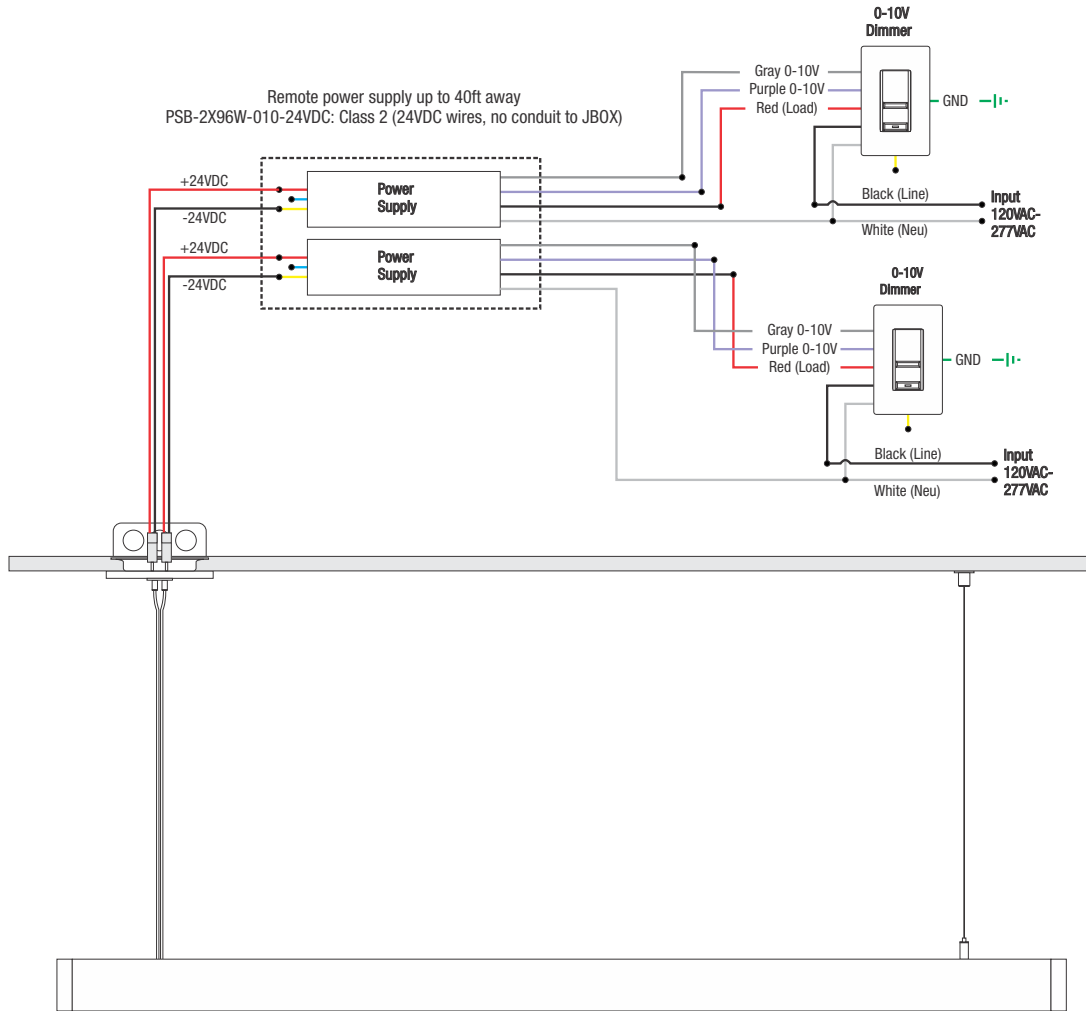 0-10V
Dimmer
Gray 0-10V
Purple 0-10V
Red (Load)
GND
Remote power supply up to 40ft away
PSB-2X96W-010-24VDC: Class 2 (24VDC wires, no conduit to JBOX)
+24VDC
-24VDC
Power
Supply
Black (Line)
White (Neu)
Input
120VAC-
277VAC
+24VDC
-24VDC
Power
Supply
0-10V
Dimmer
Gray 0-10V
Purple 0-10V
Red (Load)
GND
Black (Line)
White (Neu)
Input
120VAC-
277VAC